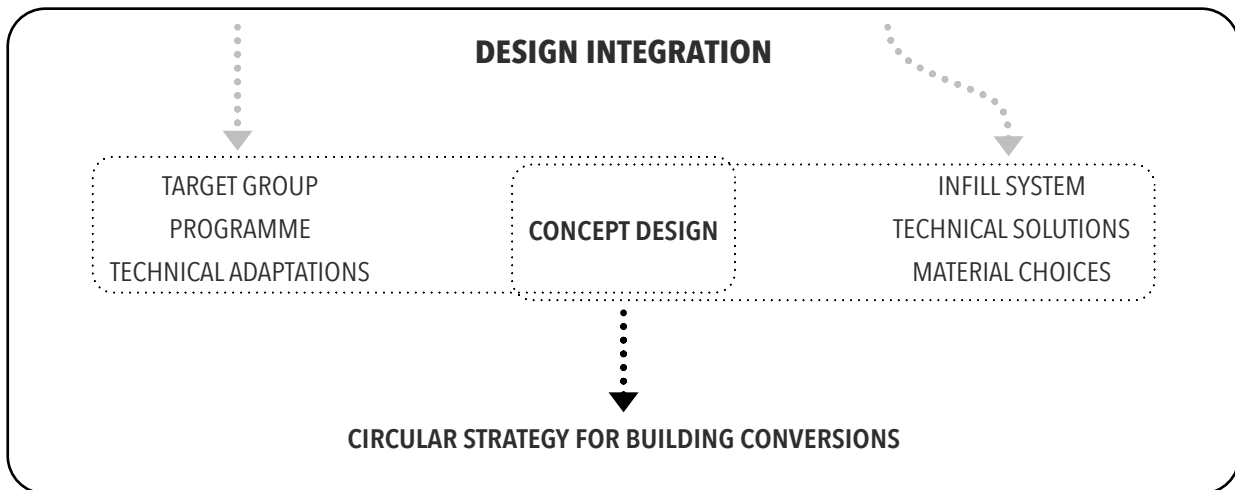 DESIGN INTEGRATION
TARGET GROUP
PROGRAMME
TECHNICAL ADAPTATIONS
CONCEPT DESIGN
INFILL SYSTEM
TECHNICAL SOLUTIONS
MATERIAL CHOICES
CIRCULAR STRATEGY FOR BUILDING CONVERSIONS